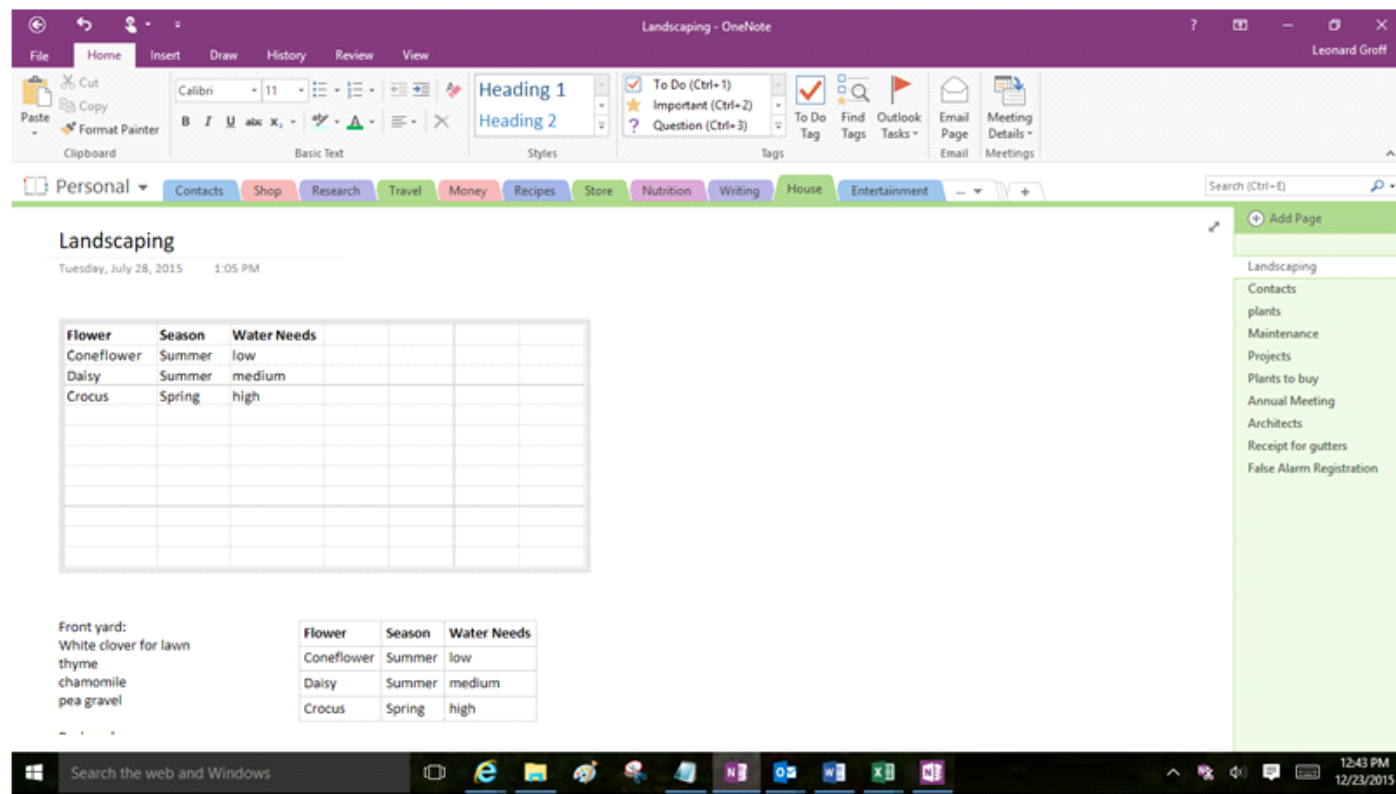 Landscaping - OneNote
?
File Home Insert Draw History Review View Leonard Groff
Paste
Cut
Copy
Format Painter
Clipboard
Calibri 11
B I U abc x,
A
Basic Text
Heading 1
Heading 2
Styles
To Do (Ctrl+1)
Important (Ctrl+2)
? Question (Ctrl+3)
To Do Tag
Find Tags
Outlook Tasks
Tags
Email Page
Email
Meeting Details
Meetings
Personal Contacts Shop Research Travel Money Recipes Store Nutrition Writing House Entertainment ... + Search (Ctrl+E)
Landscaping
Tuesday, July 28, 2015 1:05 PM
Flower Season Water Needs
Coneflower Summer low
Daisy Summer medium
Crocus Spring high
Front yard:
White clover for lawn
thyme
chamomile
pea gravel
Flower Season Water Needs
Coneflower Summer low
Daisy Summer medium
Crocus Spring high
Add Page
Landscaping
Contacts
plants
Maintenance
Projects
Plants to buy
Annual Meeting
Architects
Receipt for gutters
False Alarm Registration
Search the web and Windows
12:43 PM
12/23/2015